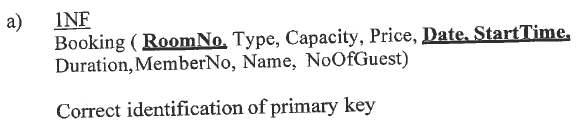 a) 1NF
Booking ( RoomNo, Type, Capacity, Price, Date, StartTime,
Duration,MemberNo, Name, NoOfGuest)
Correct identification of primary key